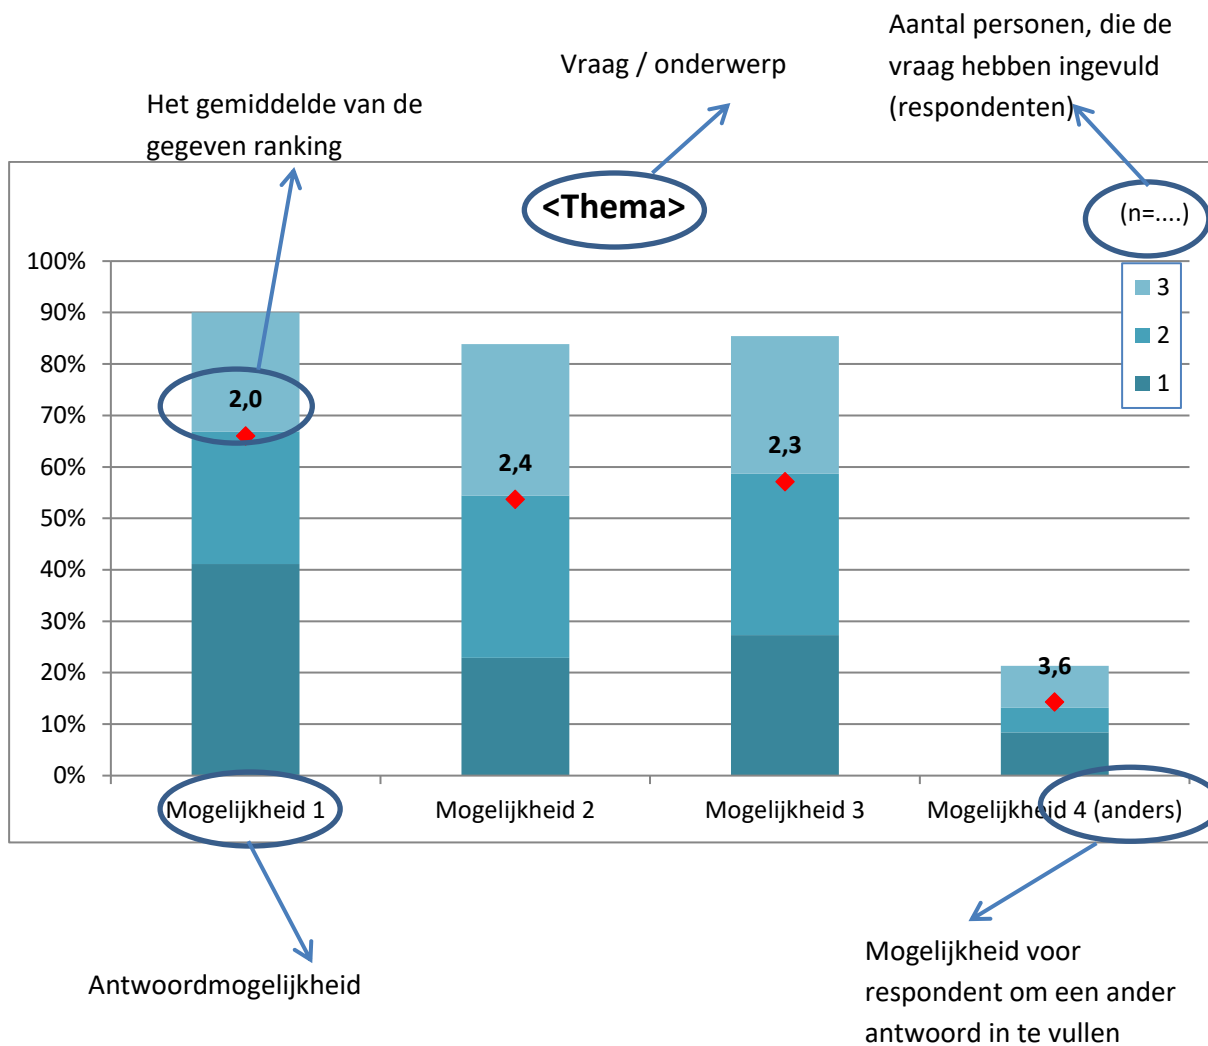 Aantal personen, die de
vraag hebben ingevuld
(respondenten)
Vraag / onderwerp
Het gemiddelde van de
gegeven ranking
<Thema>
(n=....)
100%
90%
80%
70%
60%
50%
40%
30%
20%
10%
0%
3
2
1
2,0
2,4
2,3
3,6
Mogelijkheid 1
Mogelijkheid 2
Mogelijkheid 3
Mogelijkheid 4 (anders)
Antwoordmogelijkheid
Mogelijkheid voor
respondent om een ander
antwoord in te vullen